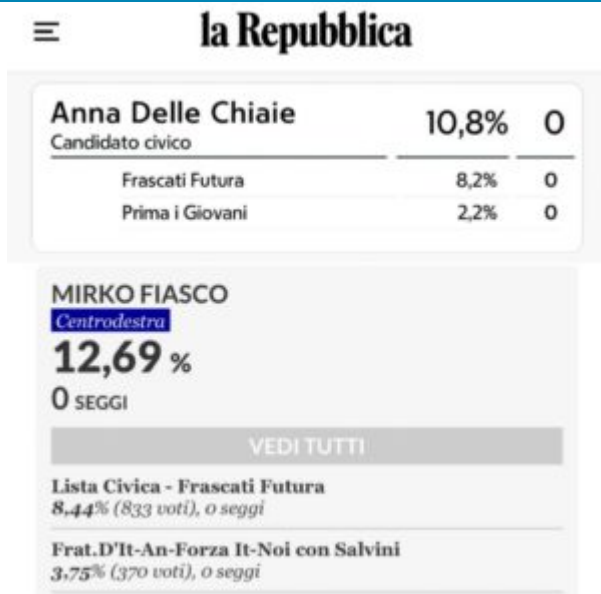 la Repubblica
Anna Delle Chiaie 10,8% 0
Candidato civico
Frascati Futura 8,2% 0
Prima i Giovani 2,2% 0
MIRKO FIASCO
Centrodestra
12,69 %
0 SEGGI
VEDI TUTTI
Lista Civica - Frascati Futura
8,44% (833 voti), 0 seggi
Frat.D'It-An-Forza It-Noi con Salvini
3,75% (370 voti), 0 seggi